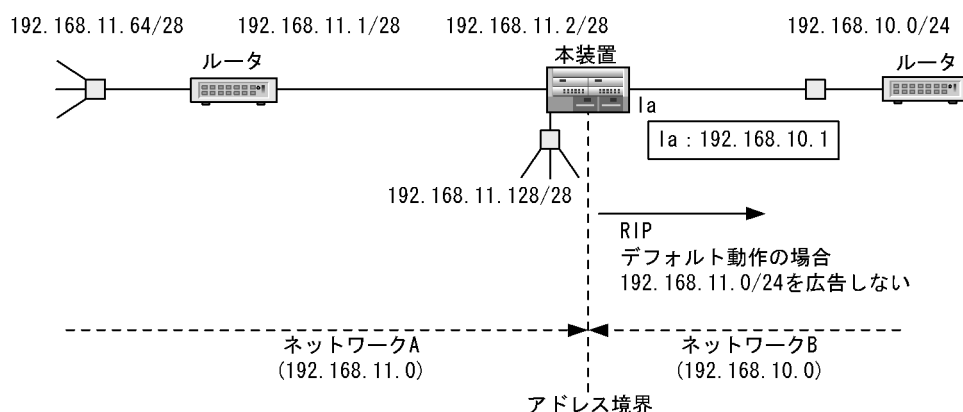 192.168.11.64/28
192.168.11.1/28
192.168.11.2/28
192.168.10.0/24
ルータ
本装置
ルータ
Ia
Ia：192.168.10.1
192.168.11.128/28
RIP
デフォルト動作の場合
192.168.11.0/24を広告しない
ネットワークA
(192.168.11.0)
ネットワークB
(192.168.10.0)
アドレス境界